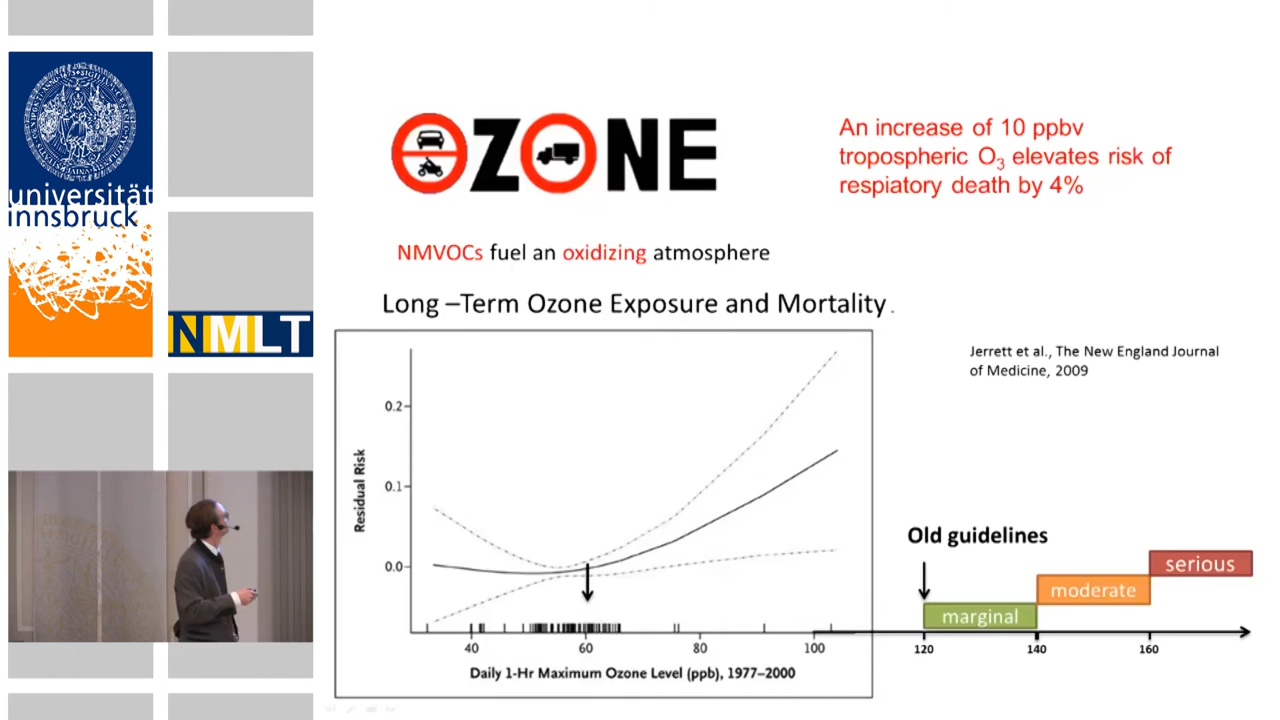 universität
innsbruck
NMLT
OZONE
An increase of 10 ppbv
tropospheric O₃ elevates risk of
respiatory death by 4%
NMVOCs fuel an oxidizing atmosphere
Long –Term Ozone Exposure and Mortality.
Jerrett et al., The New England Journal
of Medicine, 2009
0.2
0.1
0.0
Residual Risk
40
60
80
100
Daily 1-Hr Maximum Ozone Level (ppb), 1977–2000
Old guidelines
serious
moderate
marginal
120
140
160